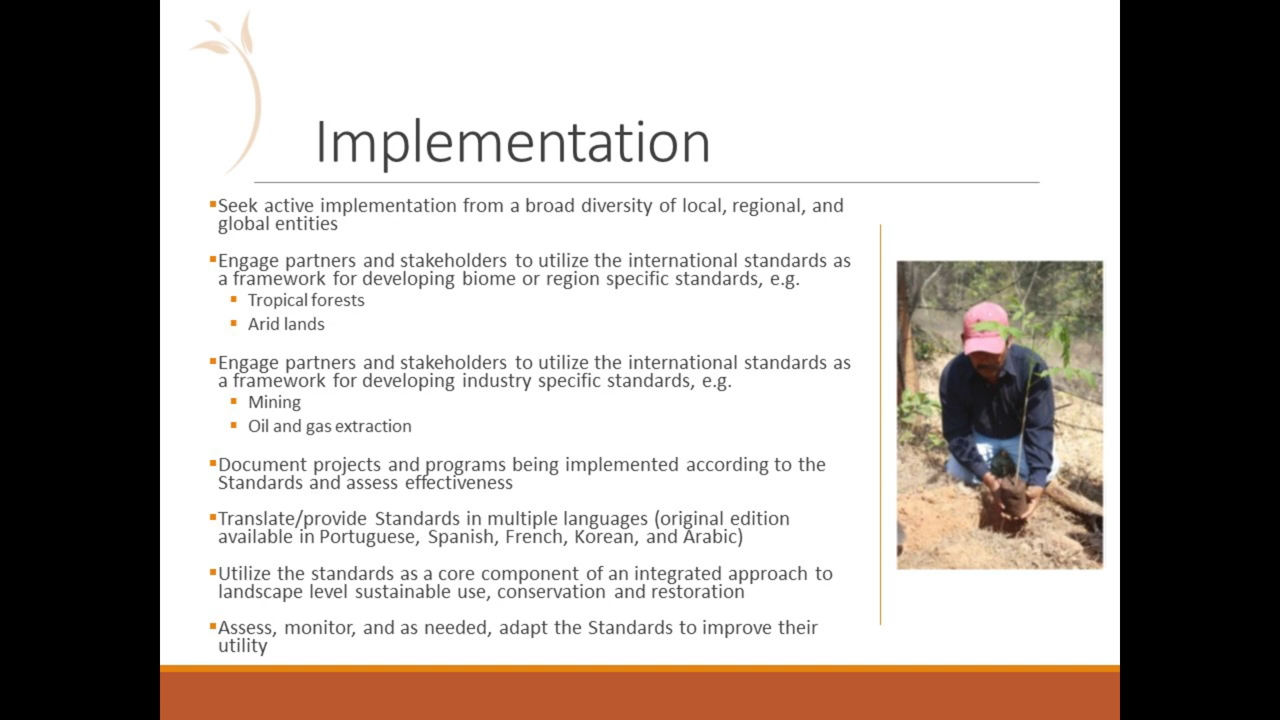 Implementation
Seek active implementation from a broad diversity of local, regional, and
global entities
Engage partners and stakeholders to utilize the international standards as
a framework for developing biome or region specific standards, e.g.
Tropical forests
Arid lands
Engage partners and stakeholders to utilize the international standards as
a framework for developing industry specific standards, e.g.
Mining
Oil and gas extraction
Document projects and programs being implemented according to the
Standards and assess effectiveness
Translate/provide Standards in multiple languages (original edition
available in Portuguese, Spanish, French, Korean, and Arabic)
Utilize the standards as a core component of an integrated approach to
landscape level sustainable use, conservation and restoration
Assess, monitor, and as needed, adapt the Standards to improve their
utility